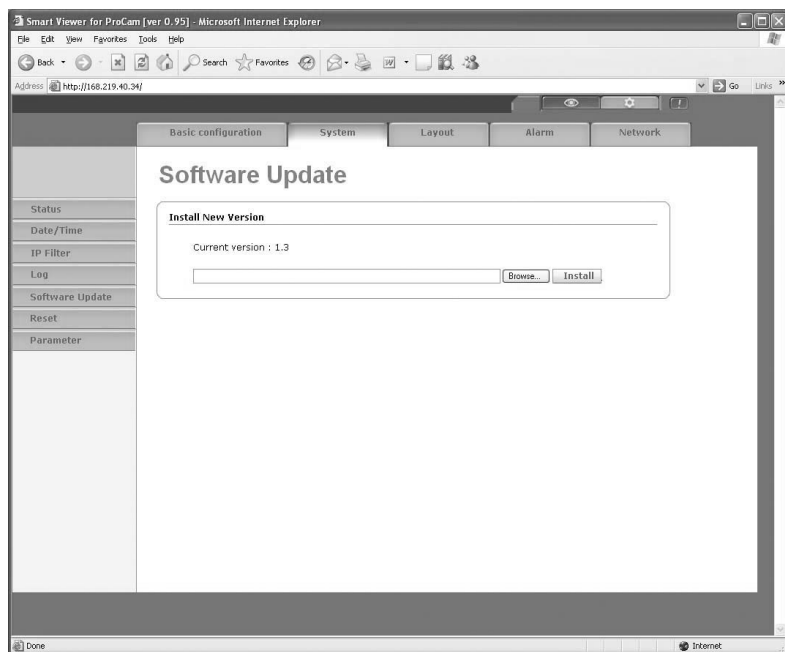 Smart Viewer for ProCam [ver 0.95] - Microsoft Internet Explorer
File Edit View Favorites Tools Help
Back Search Favorites
Address http://168.219.40.34/ Go Links »
Basic configuration System Layout Alarm Network
Software Update
Status
Date/Time
IP Filter
Log
Software Update
Reset
Parameter
Install New Version
Current version : 1.3
Browse... Install
Done Internet